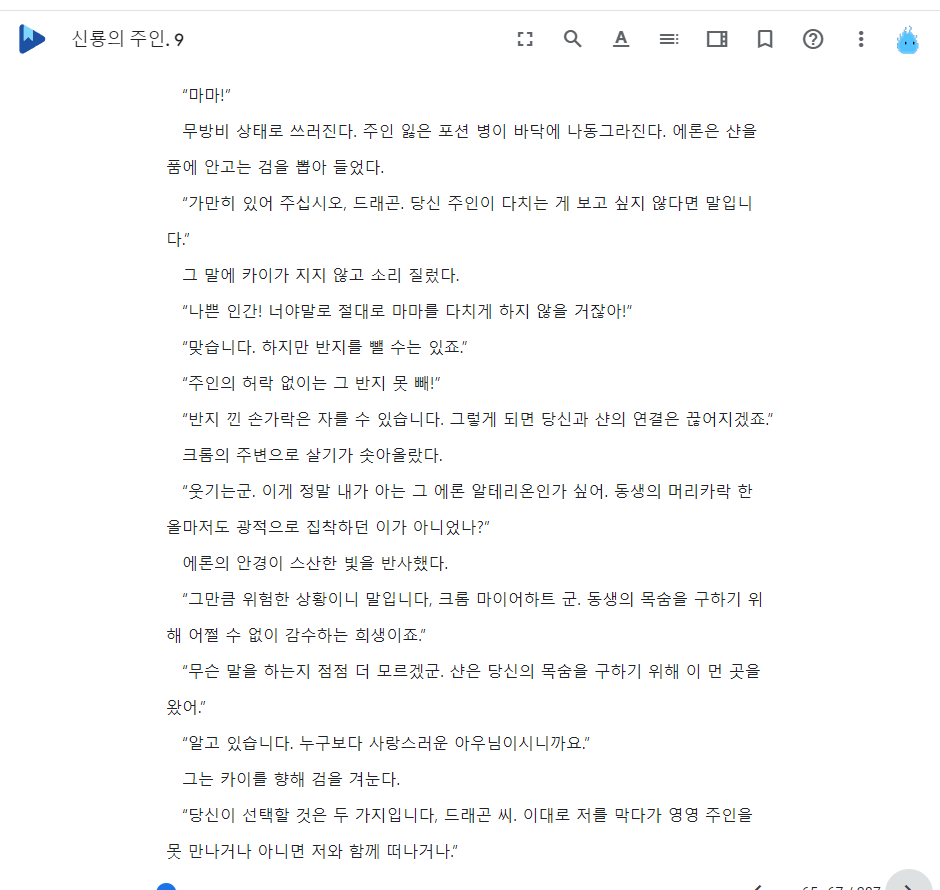 신룡의 주인. 9
“마마!”
무방비 상태로 쓰러진다. 주인 잃은 포션 병이 바닥에 나동그라진다. 에론은 샨을
품에 안고는 검을 뽑아 들었다.
“가만히 있어 주십시오, 드래곤. 당신 주인이 다치는 게 보고 싶지 않다면 말입니
다.”
그 말에 카이가 지지 않고 소리 질렀다.
“나쁜 인간! 너야말로 절대로 마마를 다치게 하지 않을 거잖아!”
“맞습니다. 하지만 반지를 뺄 수는 있죠.”
“주인의 허락 없이는 그 반지 못 빼!”
“반지 낀 손가락은 자를 수 있습니다. 그렇게 되면 당신과 샨의 연결은 끊어지겠죠.”
크롬의 주변으로 살기가 솟아올랐다.
“웃기는군. 이게 정말 내가 아는 그 에론 알테리온인가 싶어. 동생의 머리카락 한
올마저도 광적으로 집착하던 이가 아니었나?”
에론의 안경이 스산한 빛을 반사했다.
“그만큼 위험한 상황이니 말입니다, 크롬 마이어하트 군. 동생의 목숨을 구하기 위
해 어쩔 수 없이 감수하는 희생이죠.”
“무슨 말을 하는지 점점 더 모르겠군. 샨은 당신의 목숨을 구하기 위해 이 먼 곳을
왔어.”
“알고 있습니다. 누구보다 사랑스러운 아우님이시니까요.”
그는 카이를 향해 검을 겨눈다.
“당신이 선택할 것은 두 가지입니다, 드래곤 씨. 이대로 저를 막다가 영영 주인을
못 만나거나 아니면 저와 함께 떠나거나.”